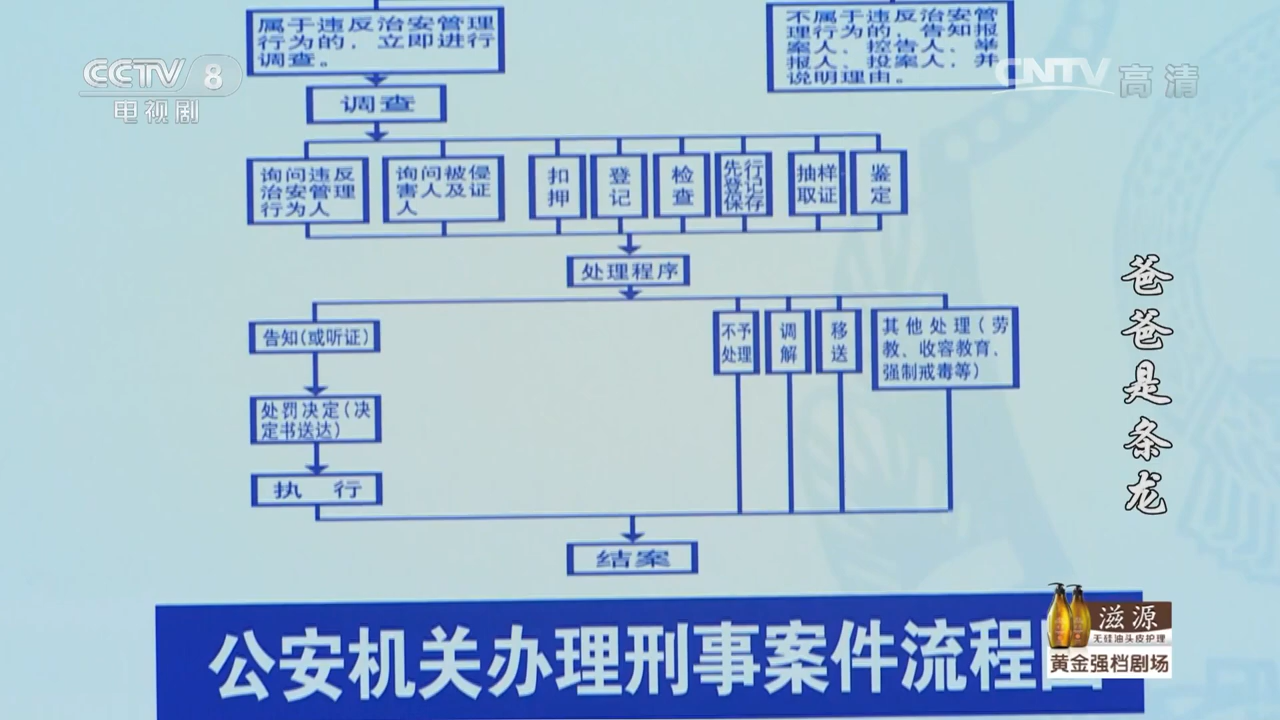 属于违反治安管理
行为的，立即进行
调查。
不属于违反治安管
理行为的，告知报
案人、控告人、举
报人、投案人，并
说明理由。
CCTV 8
电视剧
CNTV 高清
调查
询问违反
治安管理
行为人
询问被侵
害人及证
人
扣
押
登
记
检
查
先行
登记
保存
抽样
取证
鉴
定
处理程序
告知(或听证)
不予
处理
调
解
移
送
其他处理(劳
教、收容教育、
强制戒毒等)
处罚决定(决
定书送达)
执 行
结案
爸爸是条龙
公安机关办理刑事案件流程
滋源
无硅油头皮护理
黄金强档剧场